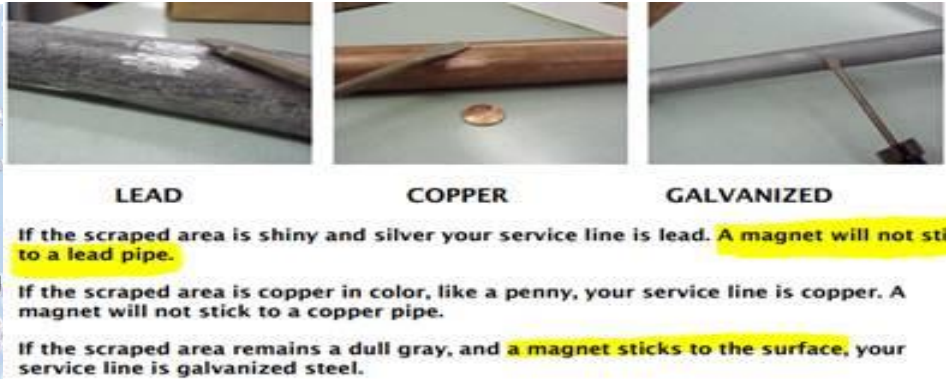 LEAD COPPER GALVANIZED
If the scraped area is shiny and silver your service line is lead. A magnet will not
to a lead pipe.
If the scraped area is copper in color, like a penny, your service line is copper. A
magnet will not stick to a copper pipe.
If the scraped area remains a dull gray, and a magnet sticks to the surface, your
service line is galvanized steel.